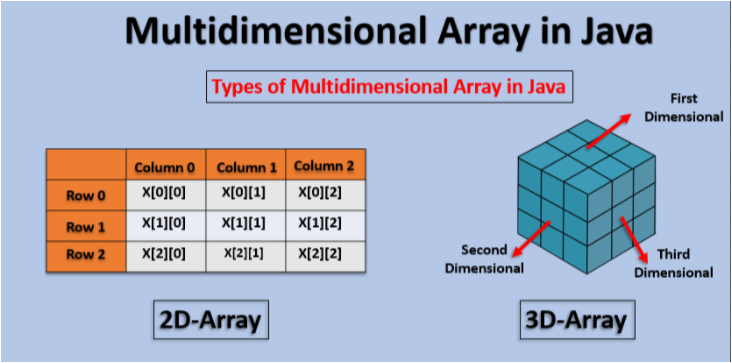 Multidimensional Array in Java
Types of Multidimensional Array in Java
First
Dimensional
Column 0 Column 1 Column 2
Row 0 X[0][0] X[0][1] X[0][2]
Row 1 X[1][0] X[1][1] X[1][2]
Row 2 X[2][0] X[2][1] X[2][2]
Second
Dimensional
Third
Dimensional
2D-Array
3D-Array